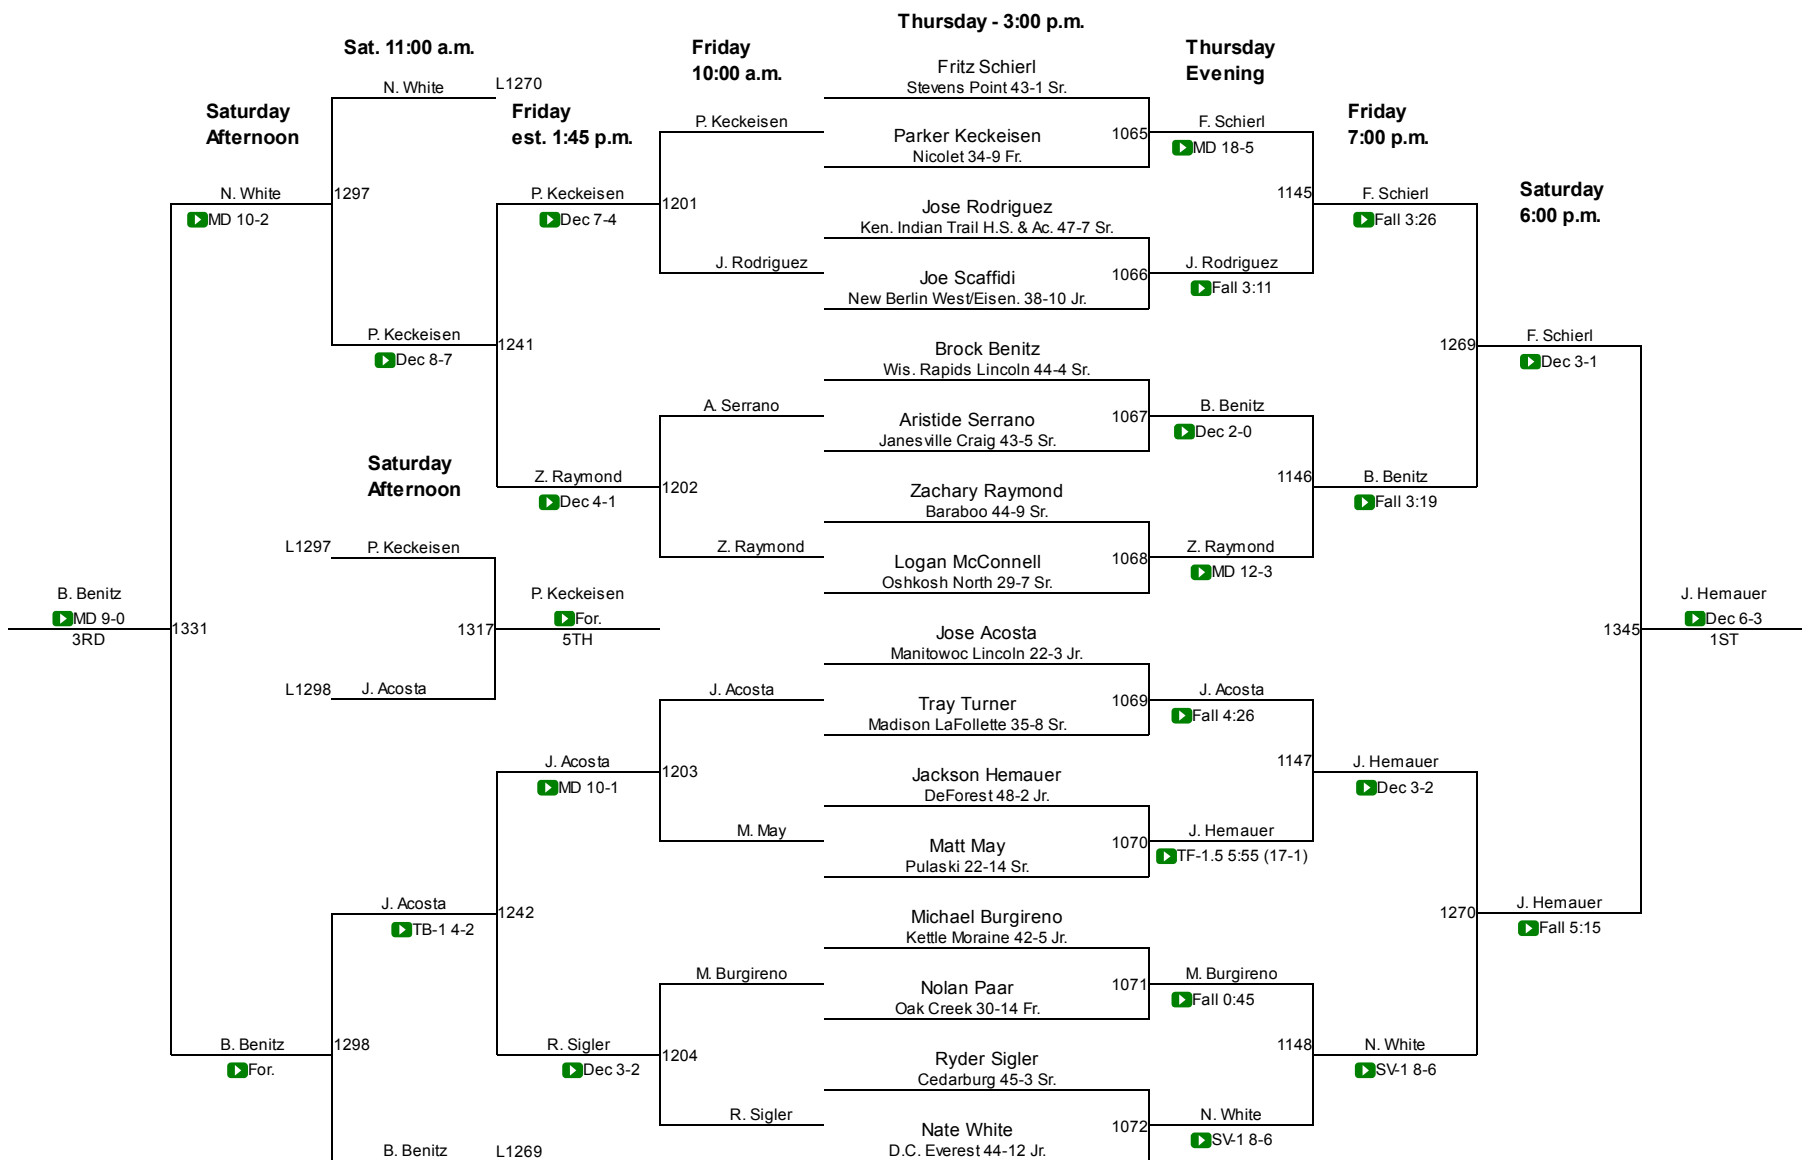 Thursday - 3:00 p.m.
Sat. 11:00 a.m.
Friday
10:00 a.m.
Thursday
Evening
Fritz Schierl
Stevens Point 43-1 Sr.
N. White
L1270
Saturday
Afternoon
Friday
est. 1:45 p.m.
Friday
7:00 p.m.
P. Keckeisen
Parker Keckeisen
Nicolet 34-9 Fr.
1065
F. Schierl
MD 18-5
N. White
MD 10-2
1297
P. Keckeisen
Dec 7-4
1201
Jose Rodriguez
Ken. Indian Trail H.S. & Ac. 47-7 Sr.
1145
F. Schierl
Fall 3:26
Saturday
6:00 p.m.
J. Rodriguez
Joe Scaffidi
New Berlin West/Eisen. 38-10 Jr.
1066
J. Rodriguez
Fall 3:11
P. Keckeisen
Dec 8-7
1241
Brock Benitz
Wis. Rapids Lincoln 44-4 Sr.
1269
F. Schierl
Dec 3-1
A. Serrano
Aristide Serrano
Janesville Craig 43-5 Sr.
1067
B. Benitz
Dec 2-0
Saturday
Afternoon
Z. Raymond
Dec 4-1
1202
Zachary Raymond
Baraboo 44-9 Sr.
1146
B. Benitz
Fall 3:19
L1297
P. Keckeisen
Z. Raymond
Logan McConnell
Oshkosh North 29-7 Sr.
1068
Z. Raymond
MD 12-3
B. Benitz
MD 9-0
3RD
1331
1317
P. Keckeisen
For.
5TH
Jose Acosta
Manitowoc Lincoln 22-3 Jr.
1345
J. Hemauer
Dec 6-3
1ST
L1298
J. Acosta
J. Acosta
Tray Turner
Madison LaFollette 35-8 Sr.
1069
J. Acosta
Fall 4:26
J. Acosta
MD 10-1
1203
Jackson Hemauer
DeForest 48-2 Jr.
1147
J. Hemauer
Dec 3-2
M. May
Matt May
Pulaski 22-14 Sr.
1070
J. Hemauer
TF-1.5 5:55 (17-1)
J. Acosta
TB-1 4-2
1242
Michael Burgireno
Kettle Moraine 42-5 Jr.
1270
J. Hemauer
Fall 5:15
M. Burgireno
Nolan Paar
Oak Creek 30-14 Fr.
1071
M. Burgireno
Fall 0:45
B. Benitz
For.
1298
R. Sigler
Dec 3-2
1204
Ryder Sigler
Cedarburg 45-3 Sr.
1148
N. White
SV-1 8-6
R. Sigler
Nate White
D.C. Everest 44-12 Jr.
1072
N. White
SV-1 8-6
B. Benitz
L1269